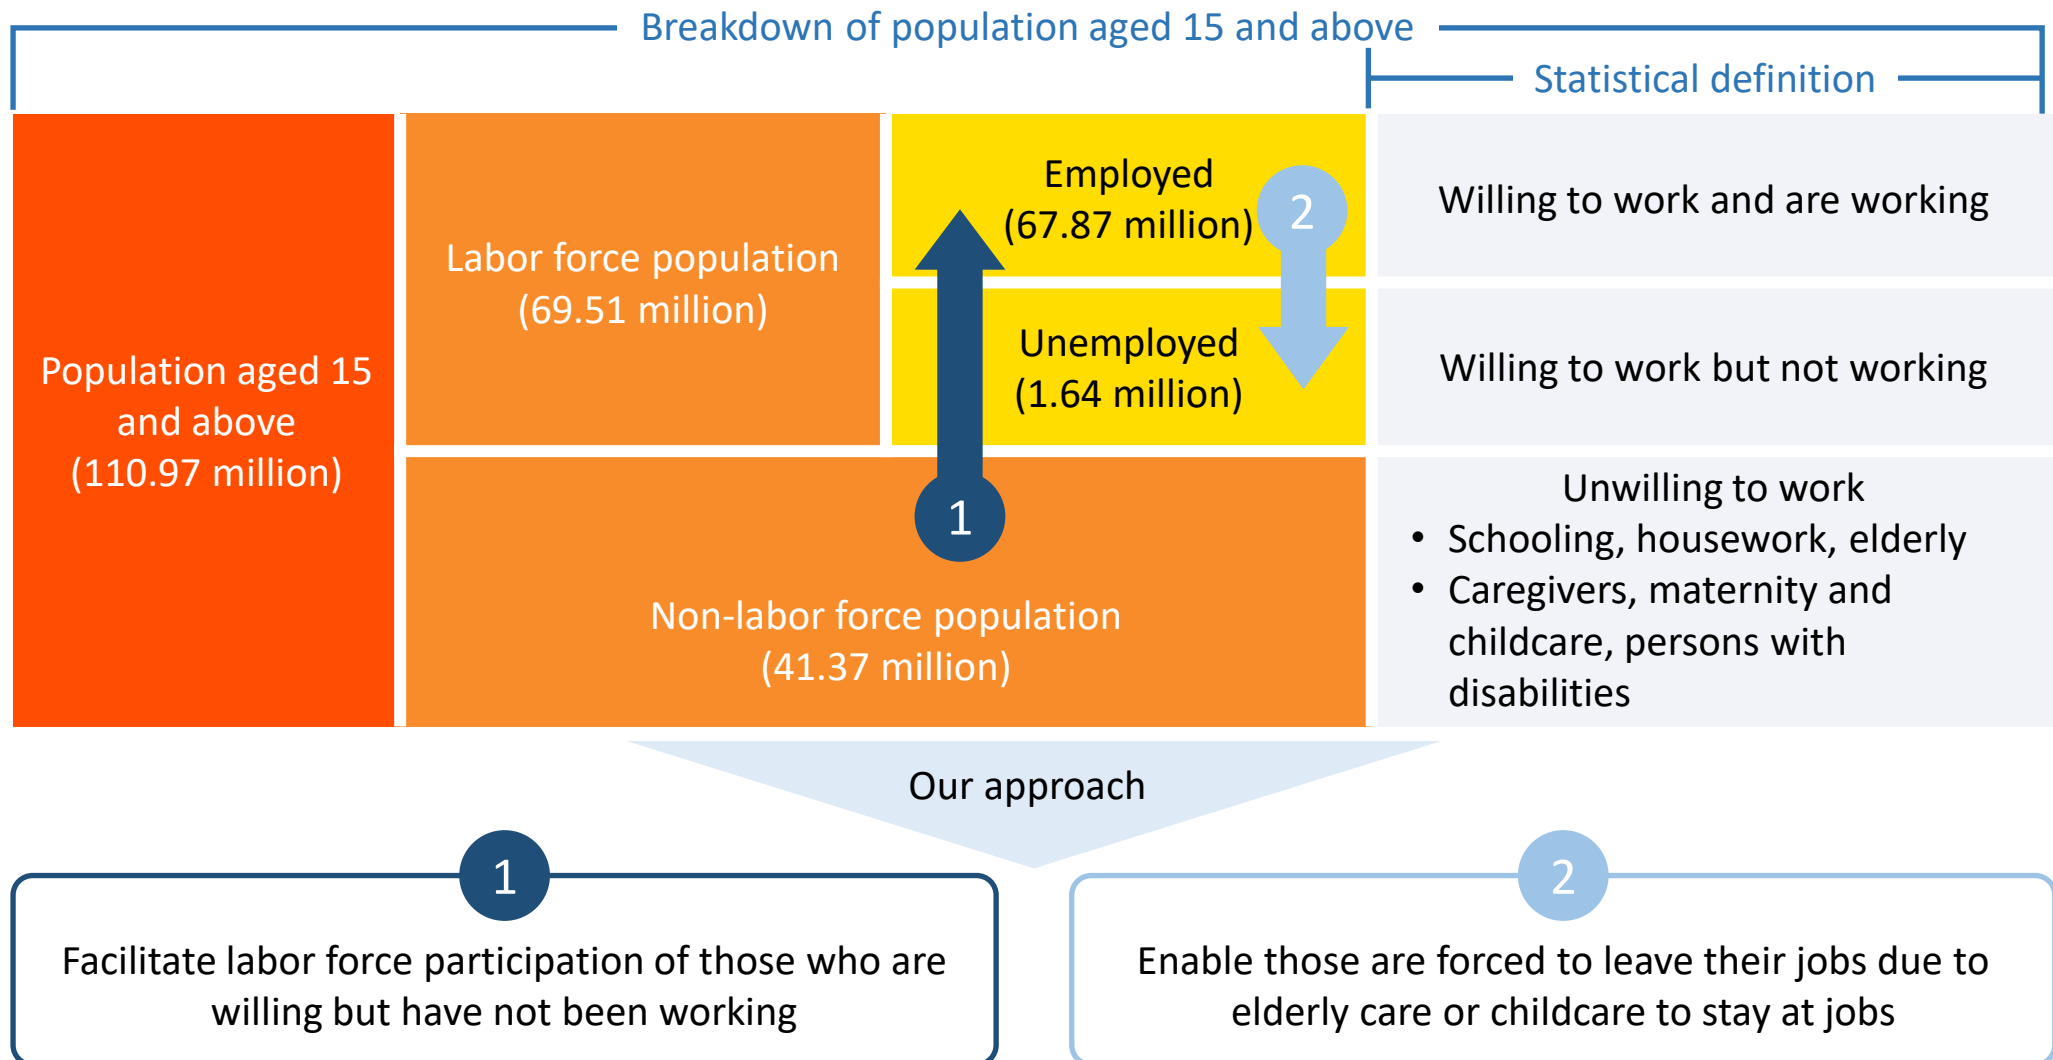 Breakdown of population aged 15 and above
Statistical definition
Population aged 15
and above
(110.97 million)
Labor force population
(69.51 million)
Employed
(67.87 million)
2
Willing to work and are working
Unemployed
(1.64 million)
Willing to work but not working
1
Non-labor force population
(41.37 million)
Unwilling to work
• Schooling, housework, elderly
• Caregivers, maternity and
childcare, persons with
disabilities
Our approach
1
Facilitate labor force participation of those who are
willing but have not been working
2
Enable those are forced to leave their jobs due to
elderly care or childcare to stay at jobs